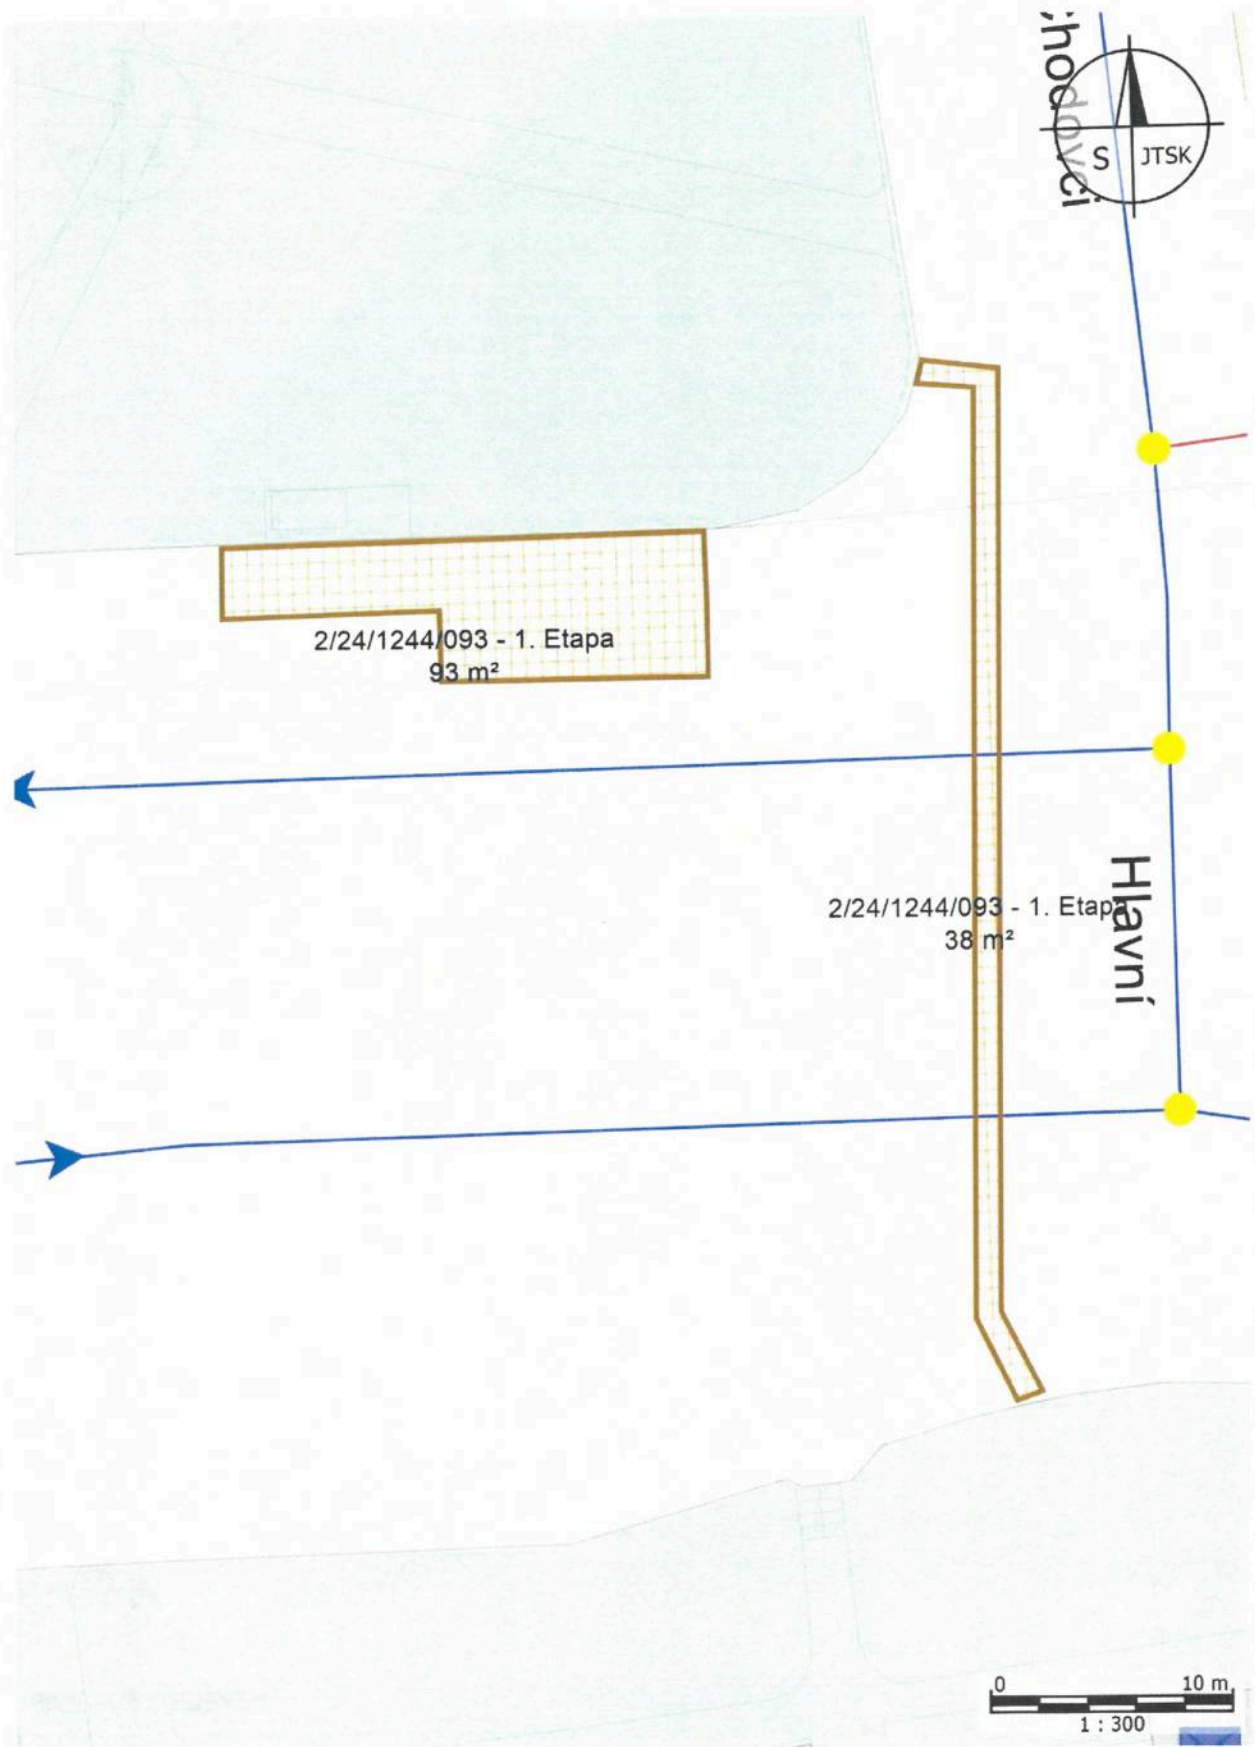 chodovci
S JTSK
2/24/1244/093 - 1. Etapa
93 m²
2/24/1244/093 - 1. Etapa
38 m²
Hlavní
0 10 m
1 : 300